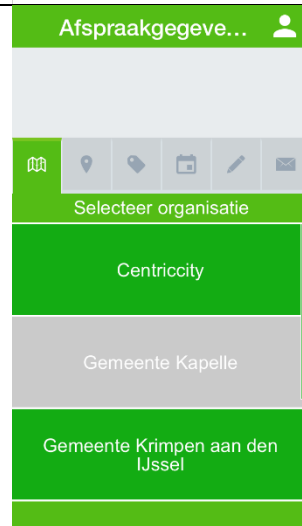 Afspraakgegeve...
Selecteer organisatie
Centriccity
Gemeente Kapelle
Gemeente Krimpen aan den
IJssel